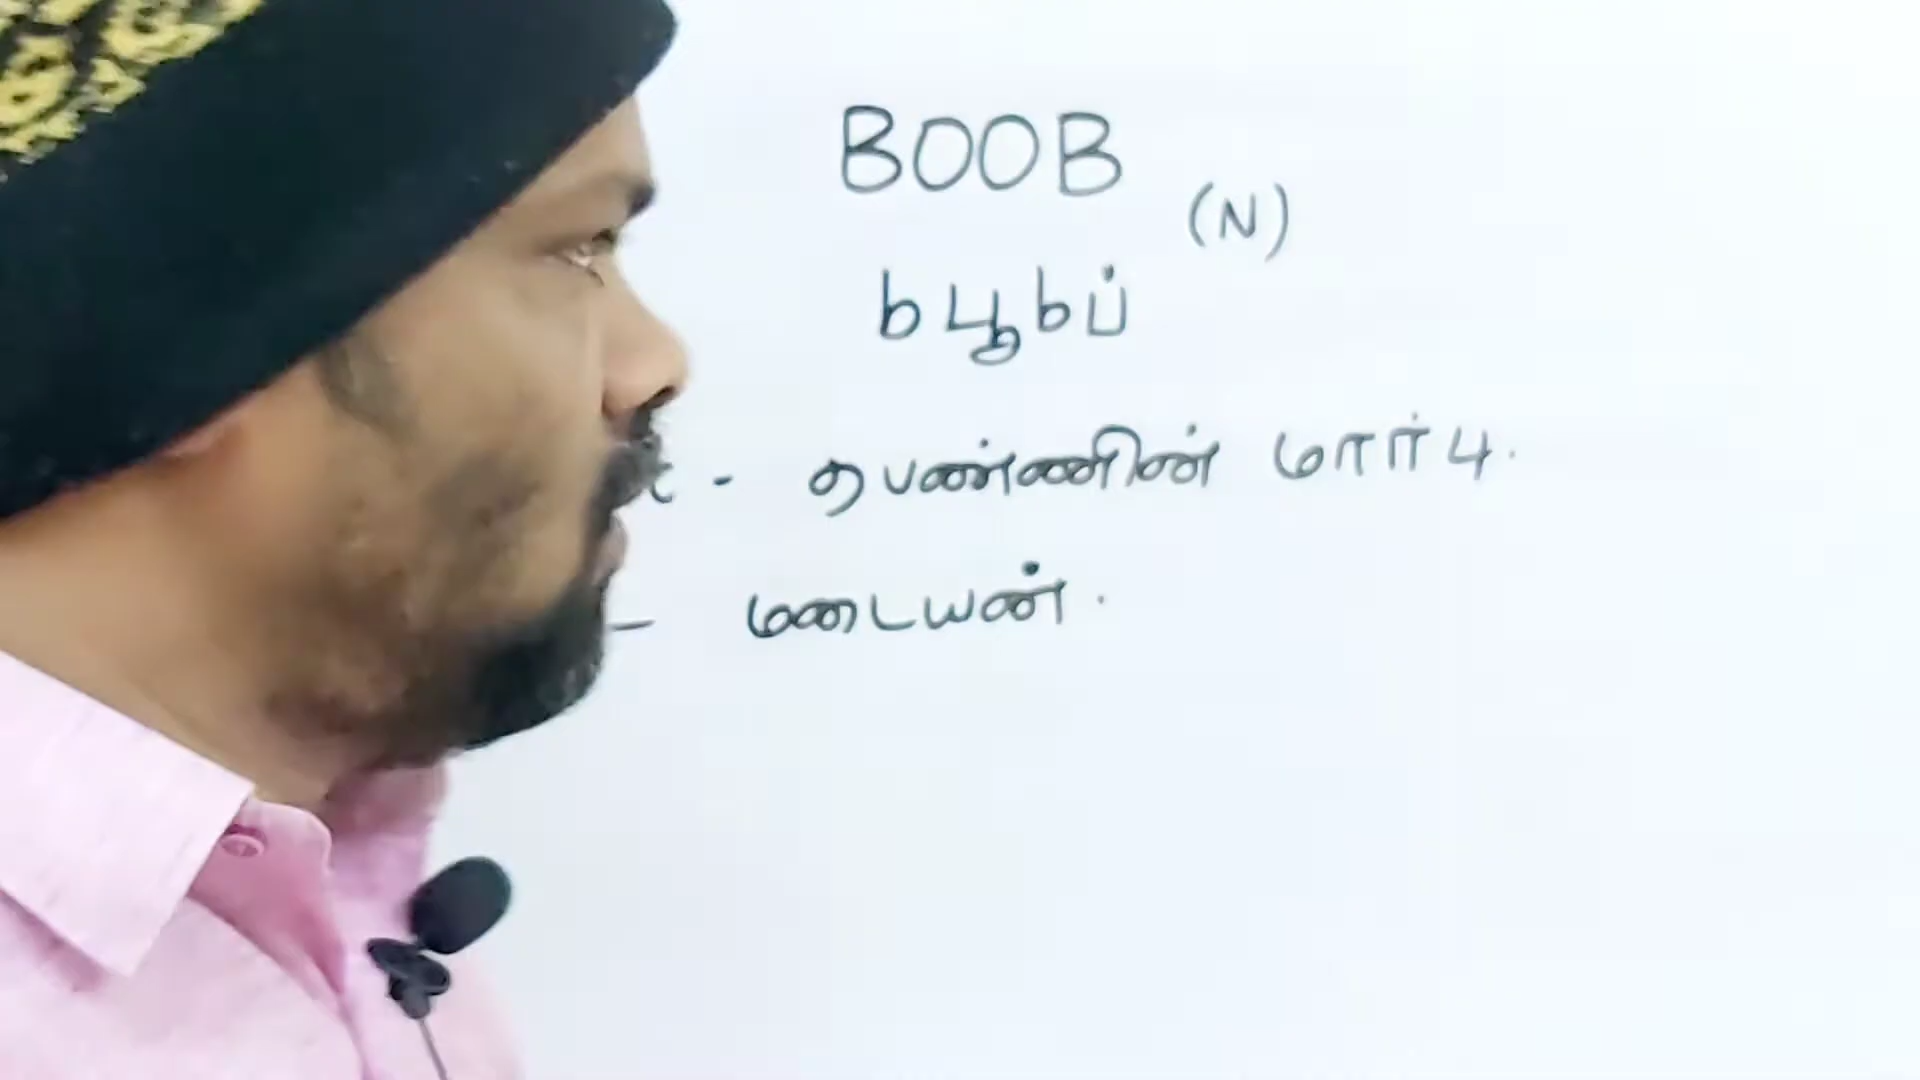 BOOB
(N)
bபூbப்
- பெண்ணின் மார்பு.
- மடையன்.